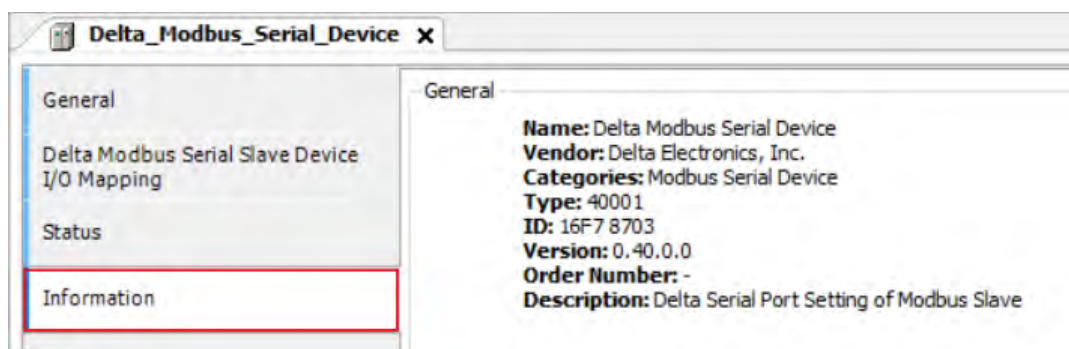 Delta_Modbus_Serial_Device
General
Delta Modbus Serial Slave Device
I/O Mapping
Status
Information
General
Name: Delta Modbus Serial Device
Vendor: Delta Electronics, Inc.
Categories: Modbus Serial Device
Type: 40001
ID: 16F7 8703
Version: 0.40.0.0
Order Number: -
Description: Delta Serial Port Setting of Modbus Slave